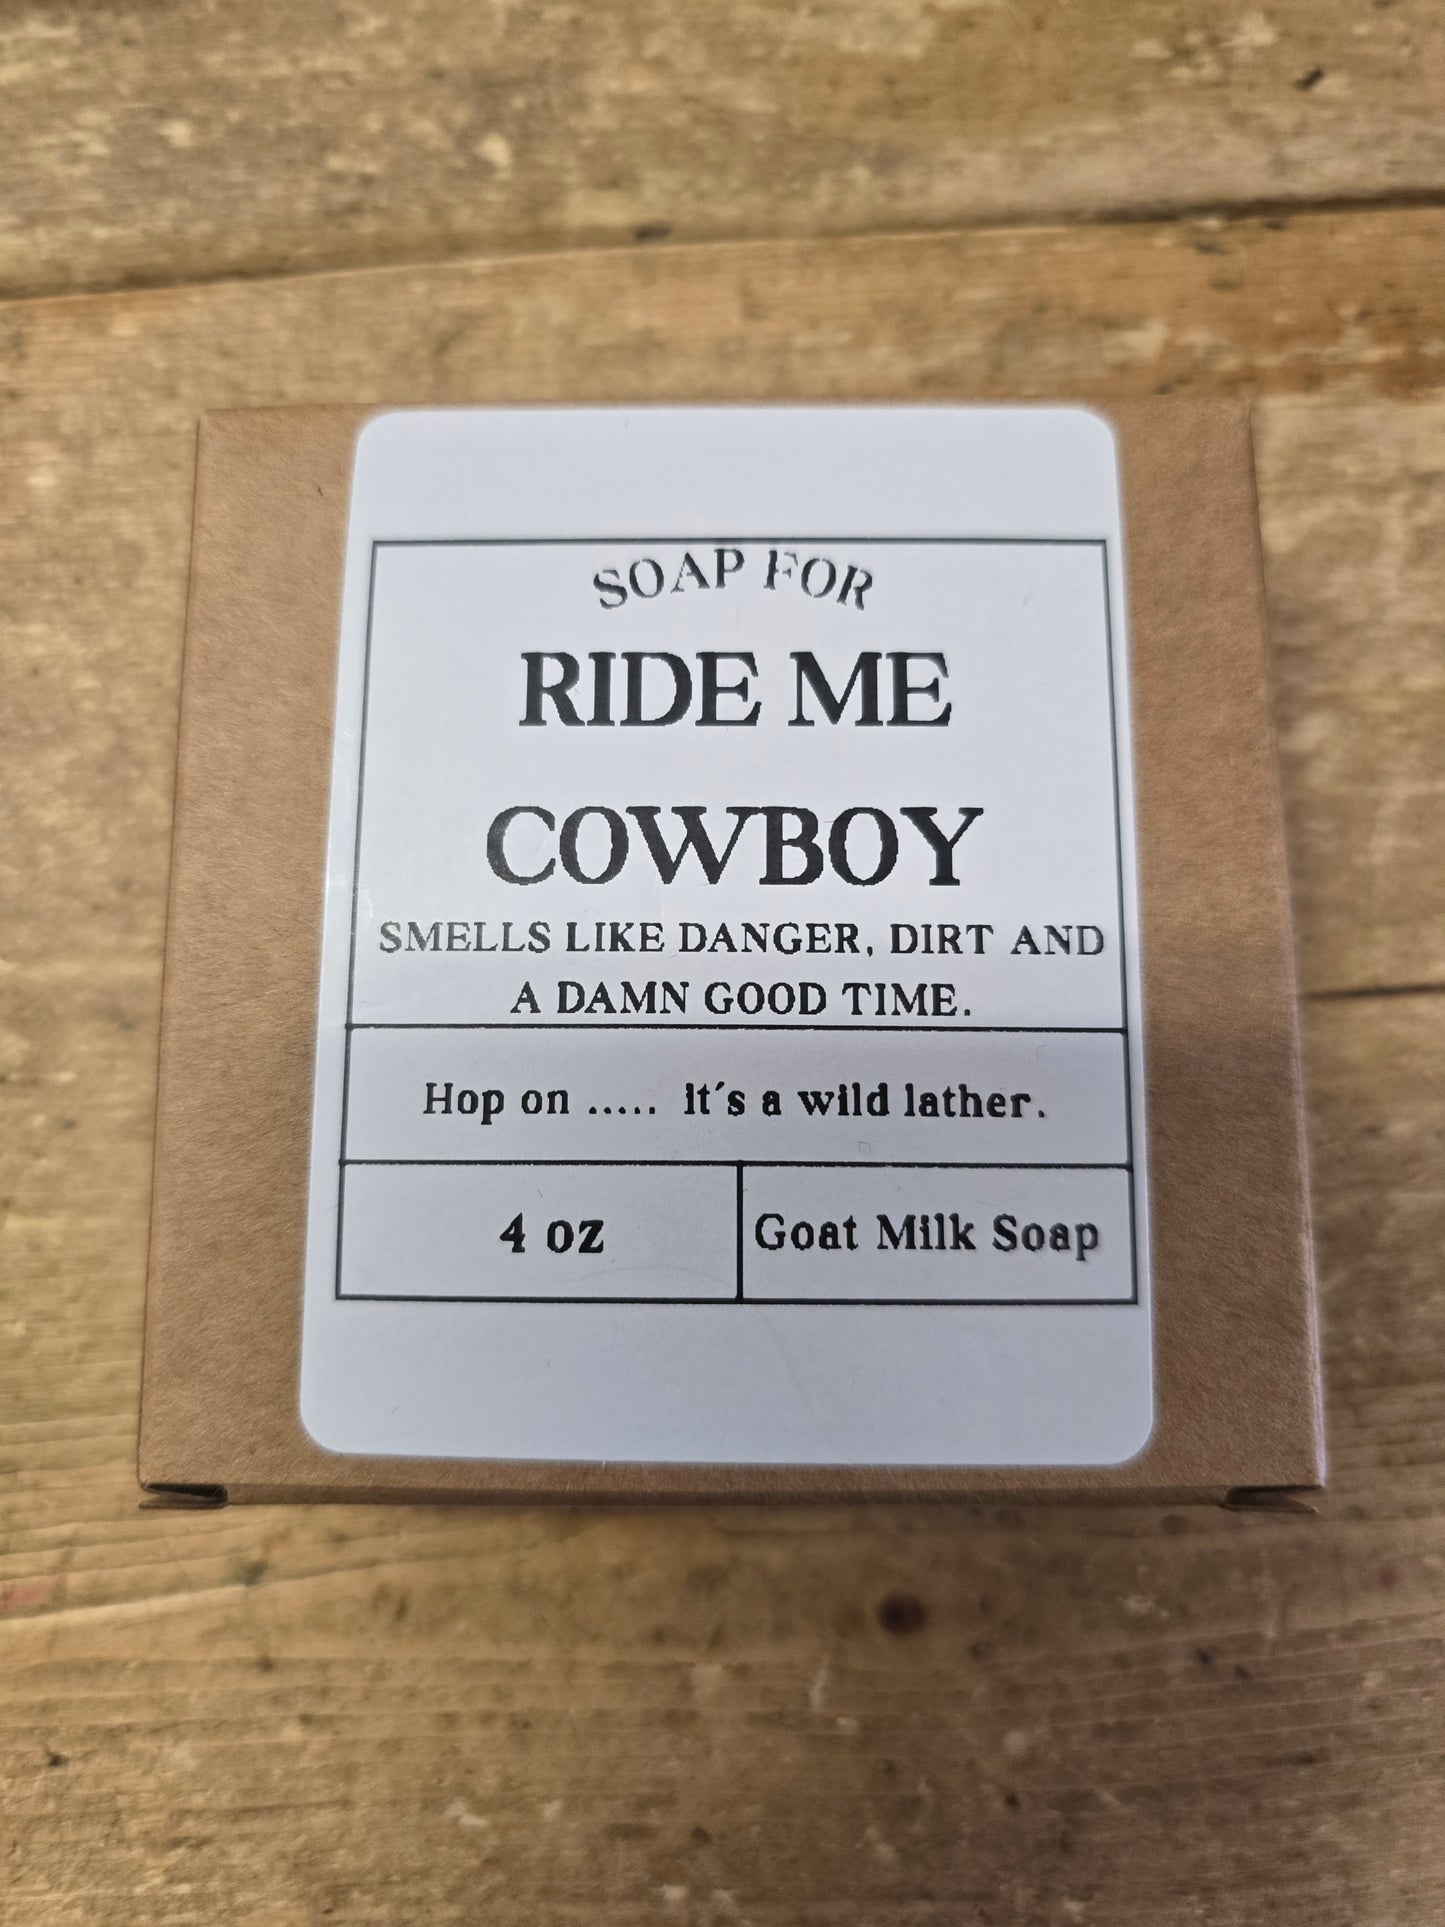 SOAP FOR
RIDE ME
COWBOY
SMELLS LIKE DANGER, DIRT AND
A DAMN GOOD TIME.
Hop on ..... it´s a wild lather.
4 oz
Goat Milk Soap